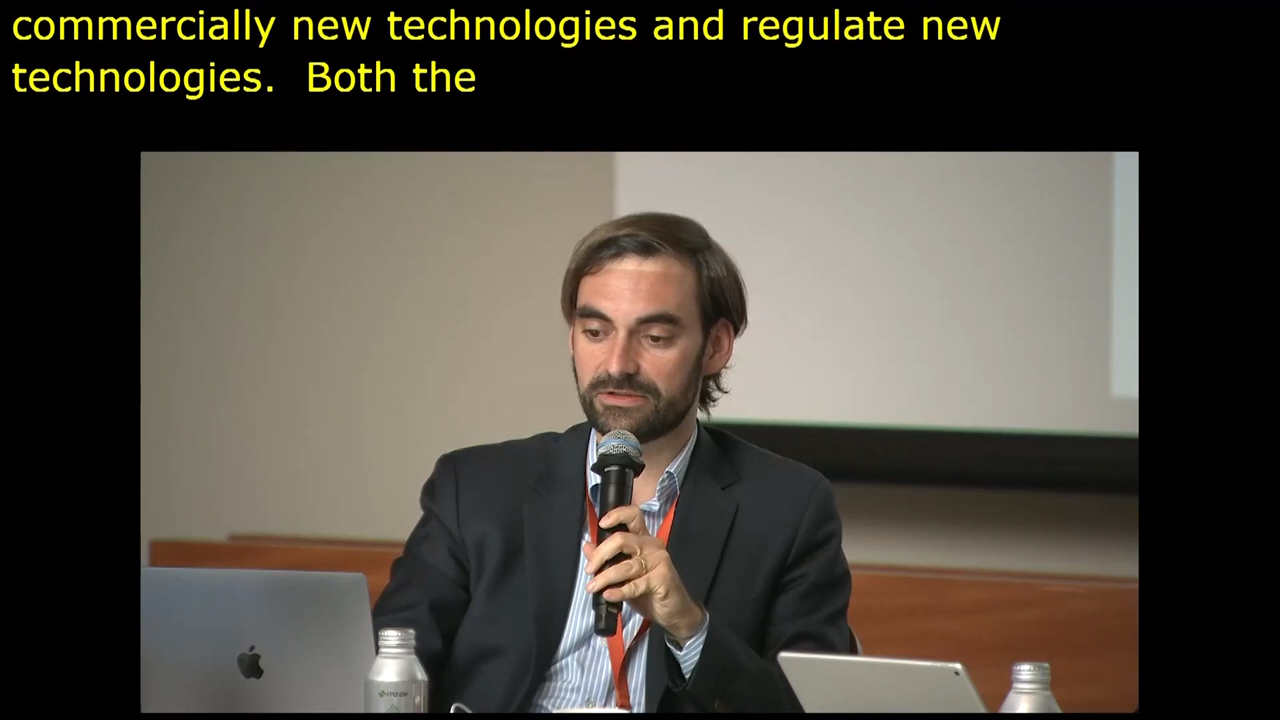 commercially new technologies and regulate new
technologies.  Both the